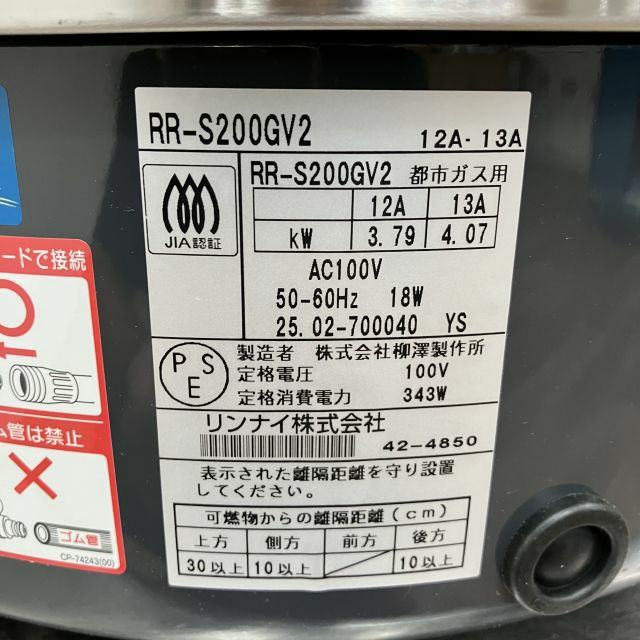 RR-S200GV2 12A-13A
JIA認証
RR-S200GV2 都市ガス用
12A 13A
kW 3.79 4.07
AC100V
50-60Hz 18W
25.02-700040 YS
PSE
製造者 株式会社柳澤製作所
定格電圧 100V
定格消費電力 343W
リンナイ株式会社
42-4850
表示された離隔距離を守り設置
してください。
可燃物からの離隔距離(cm)
上方 側方 前方 後方
30以上 10以上 10以上
ードで接続
ム管は禁止
ゴム管
CP-74243(00)